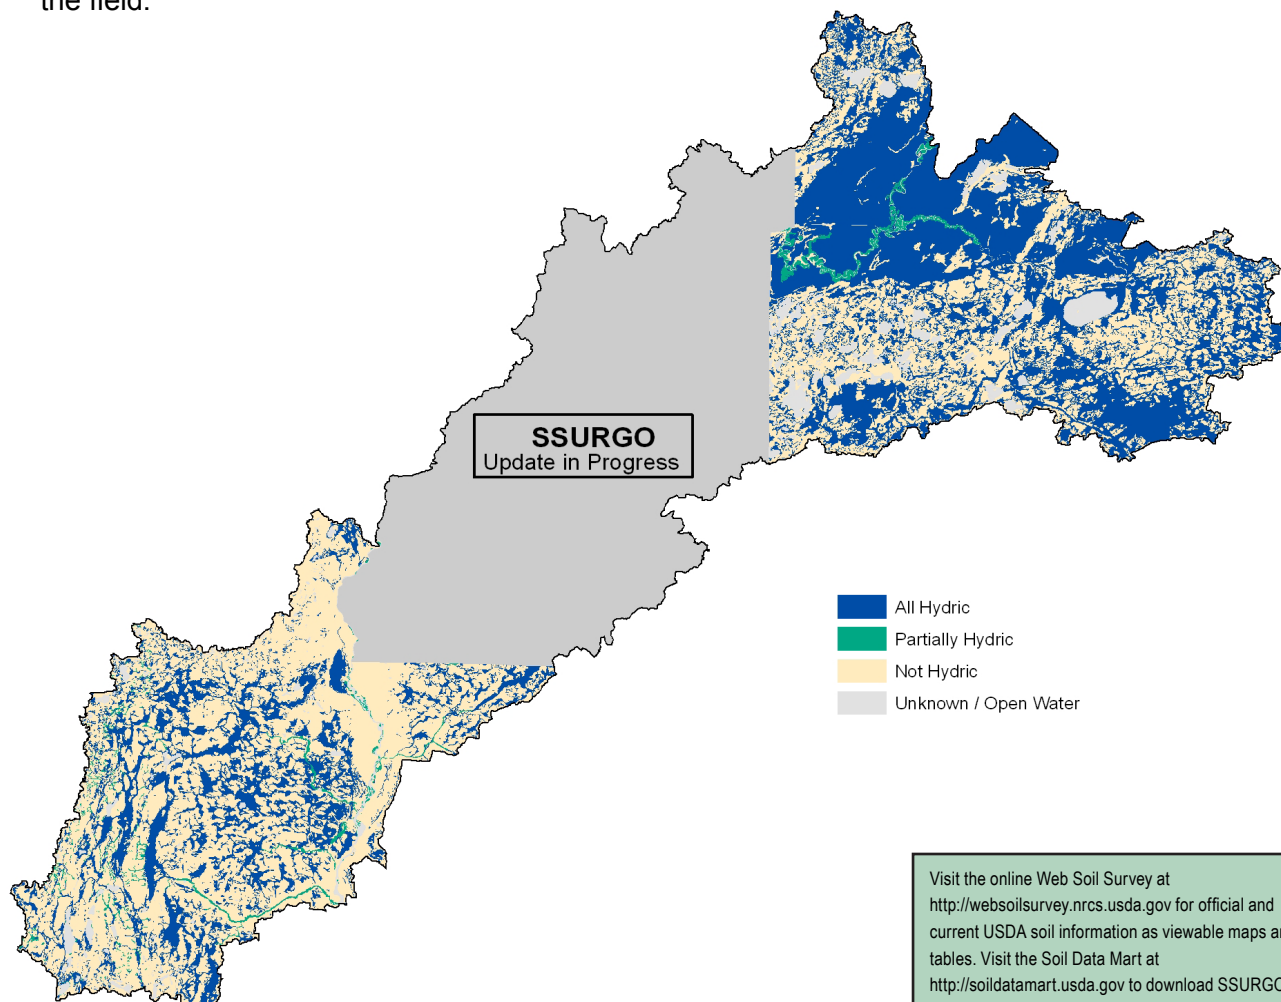 the field.
SSURGO
Update in Progress
All Hydric
Partially Hydric
Not Hydric
Unknown / Open Water
Visit the online Web Soil Survey at
http://websoilsurvey.nrcs.usda.gov for official and
current USDA soil information as viewable maps
tables. Visit the Soil Data Mart at
http://soildatamart.usda.gov to download SSURGO